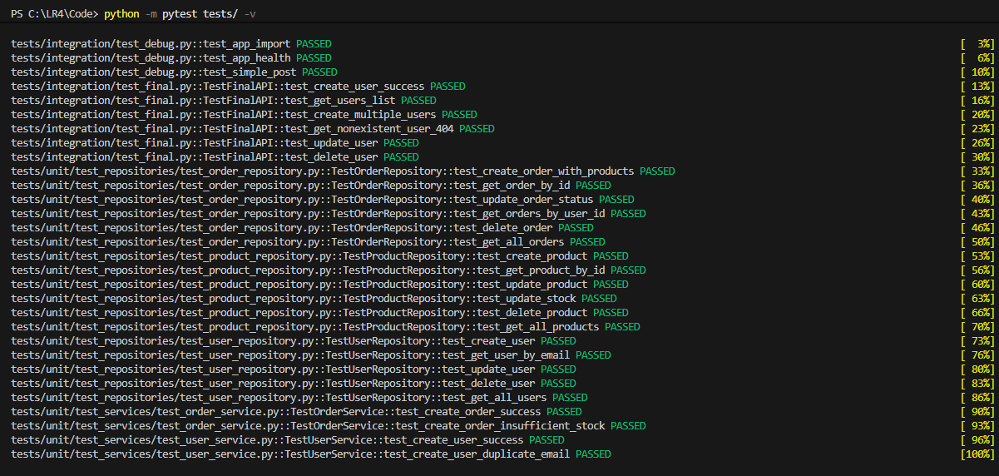 PS C:\LR4\Code> python -m pytest tests/ -v
tests/integration/test_debug.py::test_app_import PASSED [  3%]
tests/integration/test_debug.py::test_app_health PASSED [  6%]
tests/integration/test_debug.py::test_simple_post PASSED [ 10%]
tests/integration/test_final.py::TestFinalAPI::test_create_user_success PASSED [ 13%]
tests/integration/test_final.py::TestFinalAPI::test_get_users_list PASSED [ 16%]
tests/integration/test_final.py::TestFinalAPI::test_create_multiple_users PASSED [ 20%]
tests/integration/test_final.py::TestFinalAPI::test_get_nonexistent_user_404 PASSED [ 23%]
tests/integration/test_final.py::TestFinalAPI::test_update_user PASSED [ 26%]
tests/integration/test_final.py::TestFinalAPI::test_delete_user PASSED [ 30%]
tests/unit/test_repositories/test_order_repository.py::TestOrderRepository::test_create_order_with_products PASSED [ 33%]
tests/unit/test_repositories/test_order_repository.py::TestOrderRepository::test_get_order_by_id PASSED [ 36%]
tests/unit/test_repositories/test_order_repository.py::TestOrderRepository::test_update_order_status PASSED [ 40%]
tests/unit/test_repositories/test_order_repository.py::TestOrderRepository::test_get_orders_by_user_id PASSED [ 43%]
tests/unit/test_repositories/test_order_repository.py::TestOrderRepository::test_delete_order PASSED [ 46%]
tests/unit/test_repositories/test_order_repository.py::TestOrderRepository::test_get_all_orders PASSED [ 50%]
tests/unit/test_repositories/test_product_repository.py::TestProductRepository::test_create_product PASSED [ 53%]
tests/unit/test_repositories/test_product_repository.py::TestProductRepository::test_get_product_by_id PASSED [ 56%]
tests/unit/test_repositories/test_product_repository.py::TestProductRepository::test_update_product PASSED [ 60%]
tests/unit/test_repositories/test_product_repository.py::TestProductRepository::test_update_stock PASSED [ 63%]
tests/unit/test_repositories/test_product_repository.py::TestProductRepository::test_delete_product PASSED [ 66%]
tests/unit/test_repositories/test_product_repository.py::TestProductRepository::test_get_all_products PASSED [ 70%]
tests/unit/test_repositories/test_user_repository.py::TestUserRepository::test_create_user PASSED [ 73%]
tests/unit/test_repositories/test_user_repository.py::TestUserRepository::test_get_user_by_email PASSED [ 76%]
tests/unit/test_repositories/test_user_repository.py::TestUserRepository::test_update_user PASSED [ 80%]
tests/unit/test_repositories/test_user_repository.py::TestUserRepository::test_delete_user PASSED [ 83%]
tests/unit/test_repositories/test_user_repository.py::TestUserRepository::test_get_all_users PASSED [ 86%]
tests/unit/test_services/test_order_service.py::TestOrderService::test_create_order_success PASSED [ 90%]
tests/unit/test_services/test_order_service.py::TestOrderService::test_create_order_insufficient_stock PASSED [ 93%]
tests/unit/test_services/test_user_service.py::TestUserService::test_create_user_success PASSED [ 96%]
tests/unit/test_services/test_user_service.py::TestUserService::test_create_user_duplicate_email PASSED [100%]